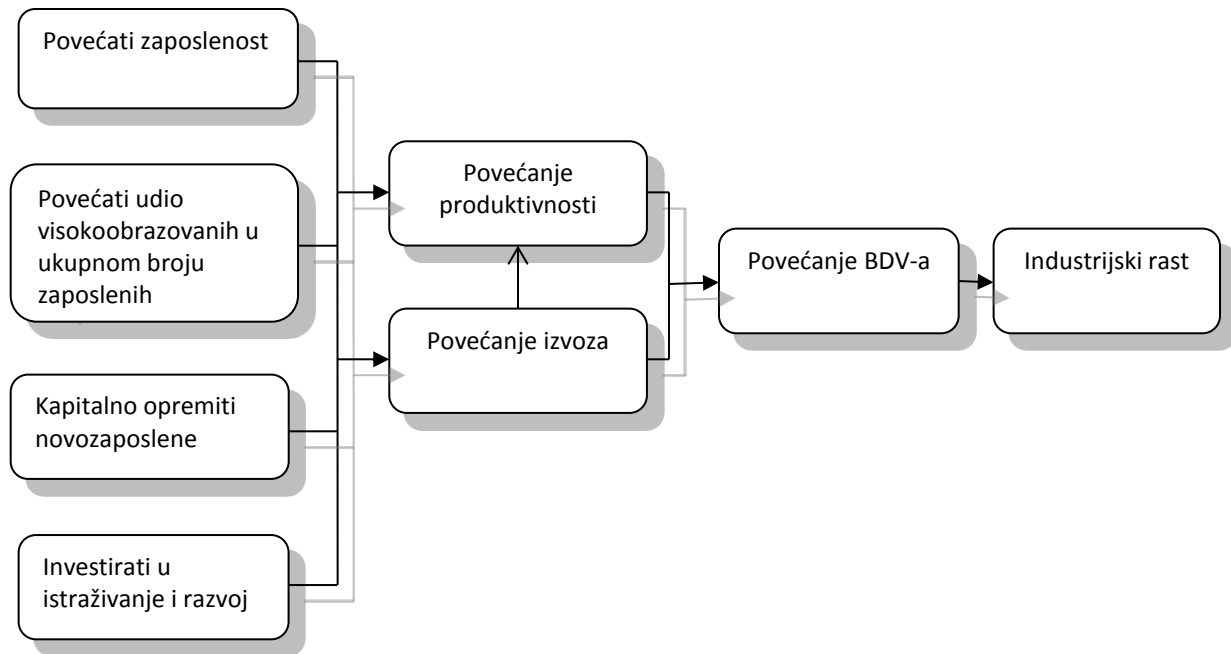 Povećati zaposlenost
Povećati udio
visokoobrazovanih u
ukupnom broju
zaposlenih
Kapitalno opremiti
novozaposlene
Investirati u
istraživanje i razvoj
Povećanje
produktivnosti
Povećanje izvoza
Povećanje BDV-a
Industrijski rast